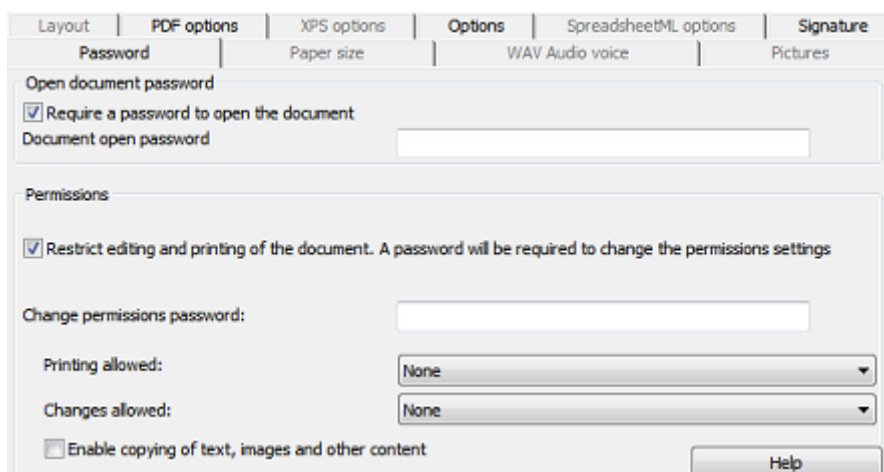 Layout PDF options XPS options Options SpreadsheetML options Signature
Password Paper size WAV Audio voice Pictures
Open document password
Require a password to open the document
Document open password
Permissions
Restrict editing and printing of the document. A password will be required to change the permissions settings
Change permissions password:
Printing allowed: None
Changes allowed: None
Enable copying of text, images and other content
Help